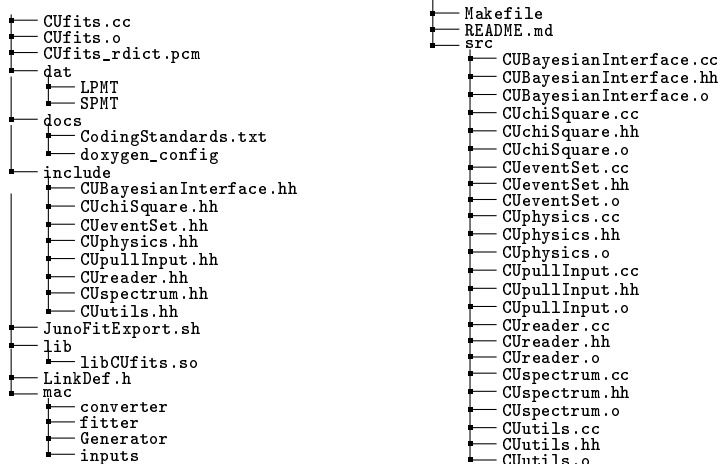 CUfits.cc
CUfits.o
CUfits_rdict.pcm
dat
LPMT
SPMT
docs
CodingStandards.txt
doxygen_config
include
CUBayesianInterface.hh
CUchiSquare.hh
CUeventSet.hh
CUphysics.hh
CUpullInput.hh
CUreader.hh
CUspectrum.hh
CUutils.hh
JunoFitExport.sh
lib
libCUfits.so
LinkDef.h
mac
converter
fitter
Generator
inputs
Makefile
README.md
src
CUBayesianInterface.cc
CUBayesianInterface.hh
CUBayesianInterface.o
CUchiSquare.cc
CUchiSquare.hh
CUchiSquare.o
CUeventSet.cc
CUeventSet.hh
CUeventSet.o
CUphysics.cc
CUphysics.hh
CUphysics.o
CUpullInput.cc
CUpullInput.hh
CUpullInput.o
CUreader.cc
CUreader.hh
CUreader.o
CUspectrum.cc
CUspectrum.hh
CUspectrum.o
CUutils.cc
CUutils.hh
CUutils.o